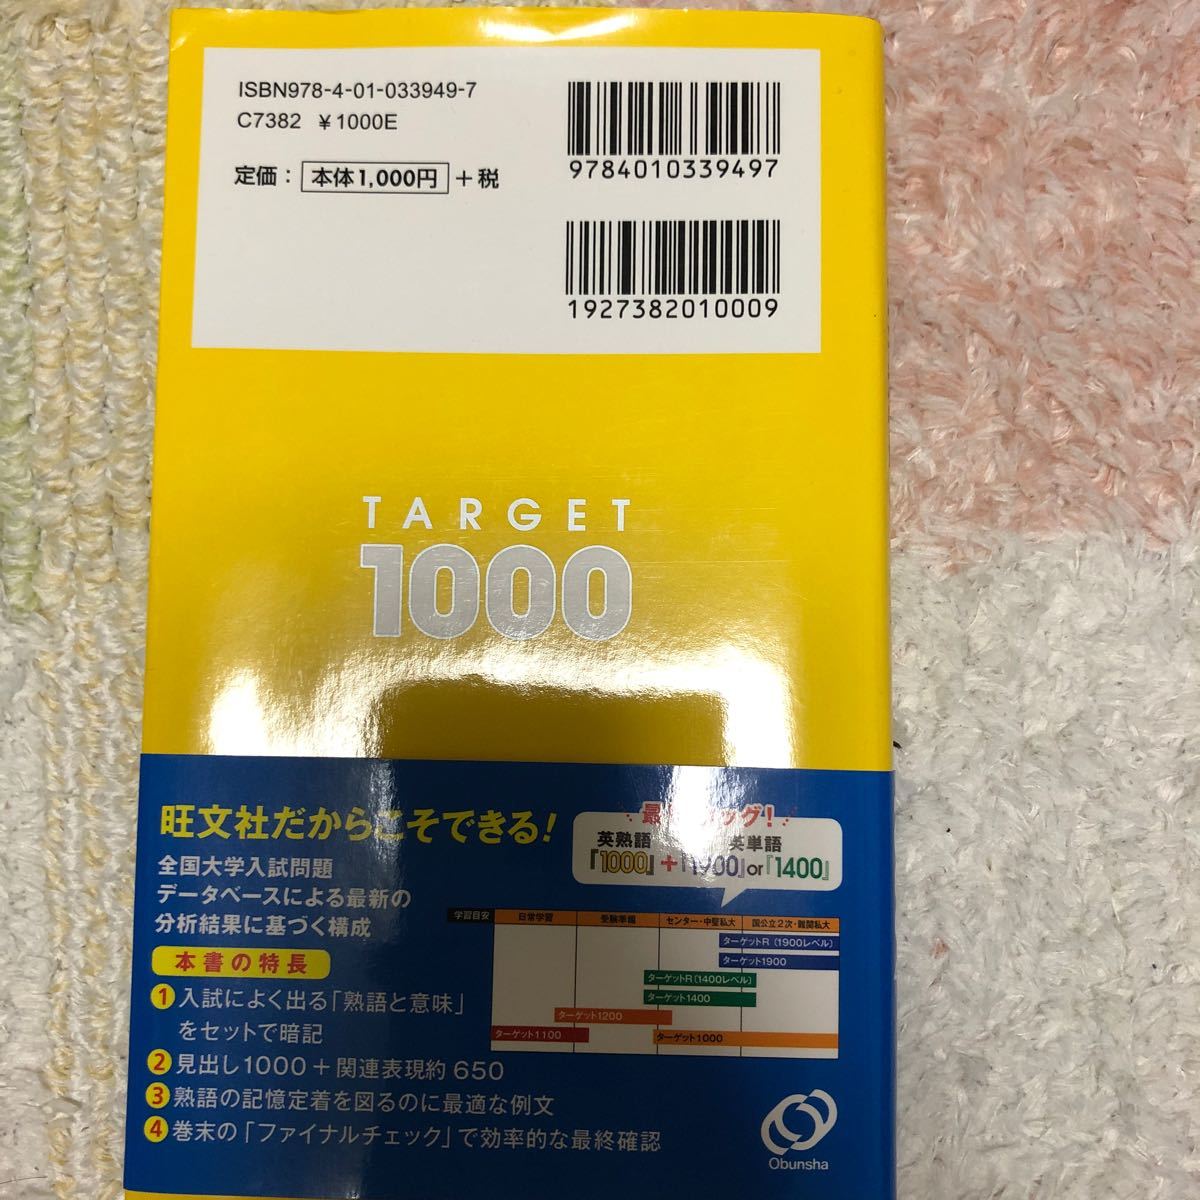 ISBN978-4-01-033949-7
C7382 ¥1000E
定価： 本体1,000円 +税
9784010339497
1927382010009
TARGET
1000
旺文社だからこそできる！
全国大学入試問題
データベースによる最新の
分析結果に基づく構成
本書の特長
1 入試によく出る「熟語と意味」
をセットで暗記
2 見出し1000＋関連表現約650
3 熟語の記憶定着を図るのに最適な例文
4 巻末の「ファイナルチェック」で効率的な最終確認
最 ッグ！
英熟語 英単語
『1000』+『1900』or『1400』
学習目安 日常学習 受験準備 センター・中堅私大 国公立2次・難関私大
ターゲットR（1900レベル）
ターゲット1900
ターゲットR（1400レベル）
ターゲット1400
ターゲット1200
ターゲット1100 ターゲット1000
Obunsha